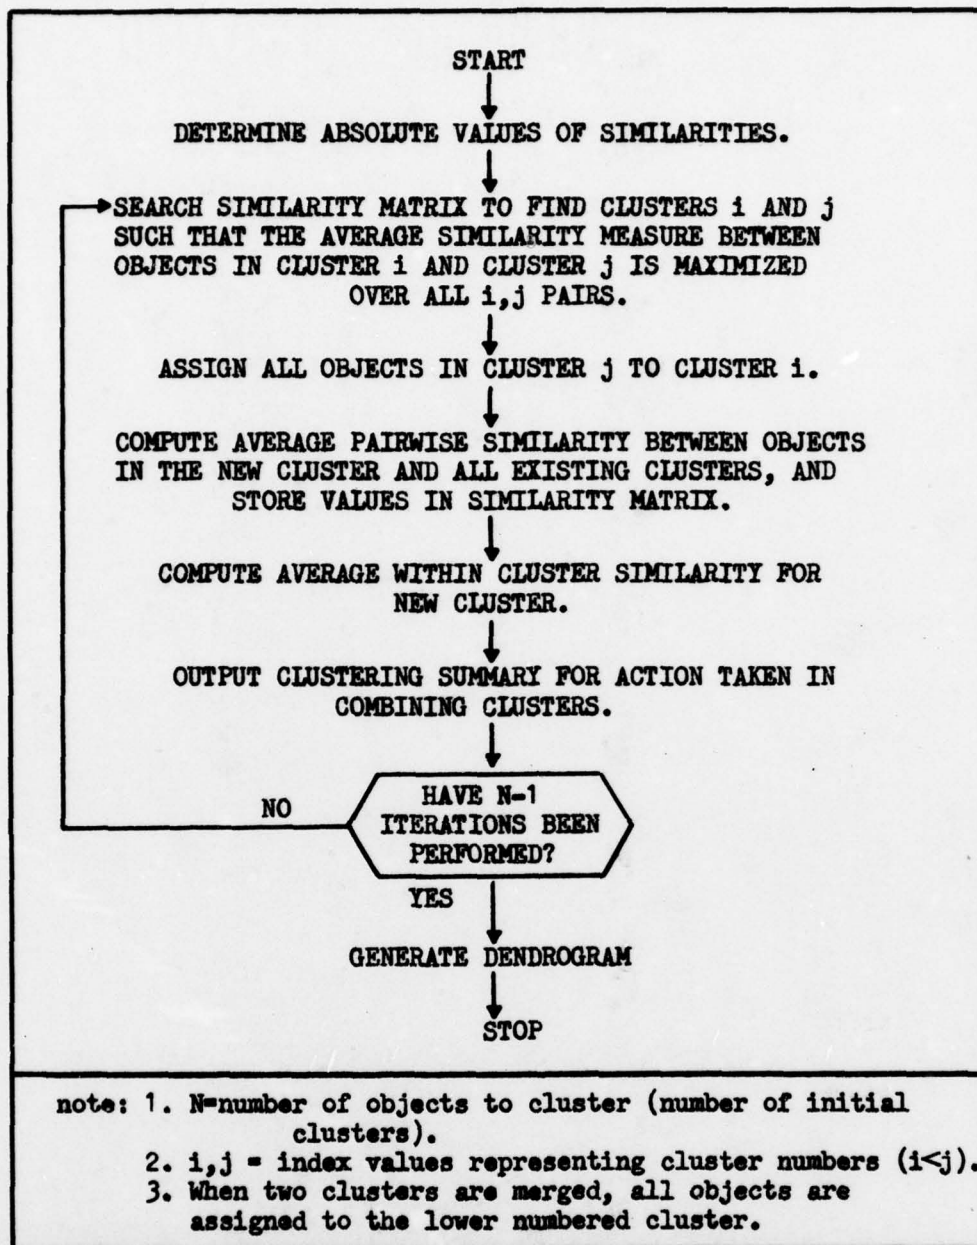 START
DETERMINE ABSOLUTE VALUES OF SIMILARITIES.
SEARCH SIMILARITY MATRIX TO FIND CLUSTERS i AND j
SUCH THAT THE AVERAGE SIMILARITY MEASURE BETWEEN
OBJECTS IN CLUSTER i AND CLUSTER j IS MAXIMIZED
OVER ALL i,j PAIRS.
ASSIGN ALL OBJECTS IN CLUSTER j TO CLUSTER i.
COMPUTE AVERAGE PAIRWISE SIMILARITY BETWEEN OBJECTS
IN THE NEW CLUSTER AND ALL EXISTING CLUSTERS, AND
STORE VALUES IN SIMILARITY MATRIX.
COMPUTE AVERAGE WITHIN CLUSTER SIMILARITY FOR
NEW CLUSTER.
OUTPUT CLUSTERING SUMMARY FOR ACTION TAKEN IN
COMBINING CLUSTERS.
NO
HAVE N-1
ITERATIONS BEEN
PERFORMED?
YES
GENERATE DENDROGRAM
STOP
note: 1. N=number of objects to cluster (number of initial
clusters).
2. i,j = index values representing cluster numbers (i<j).
3. When two clusters are merged, all objects are
assigned to the lower numbered cluster.